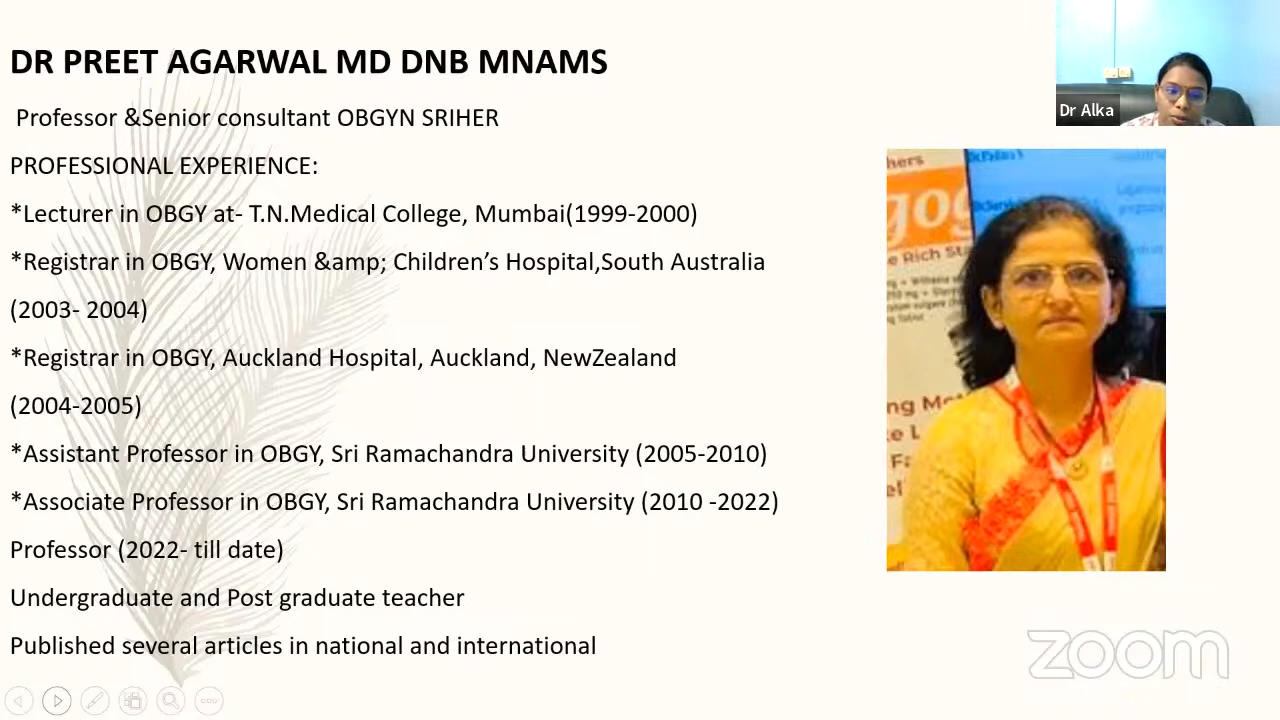 DR PREET AGARWAL MD DNB MNAMS
Professor &Senior consultant OBGYN SRIHER
PROFESSIONAL EXPERIENCE:
*Lecturer in OBGY at- T.N.Medical College, Mumbai(1999-2000)
*Registrar in OBGY, Women &amp; Children’s Hospital,South Australia
(2003- 2004)
*Registrar in OBGY, Auckland Hospital, Auckland, NewZealand
(2004-2005)
*Assistant Professor in OBGY, Sri Ramachandra University (2005-2010)
*Associate Professor in OBGY, Sri Ramachandra University (2010 -2022)
Professor (2022- till date)
Undergraduate and Post graduate teacher
Published several articles in national and international
Dr Alka
hers
gog
e Rich Sta
zoom